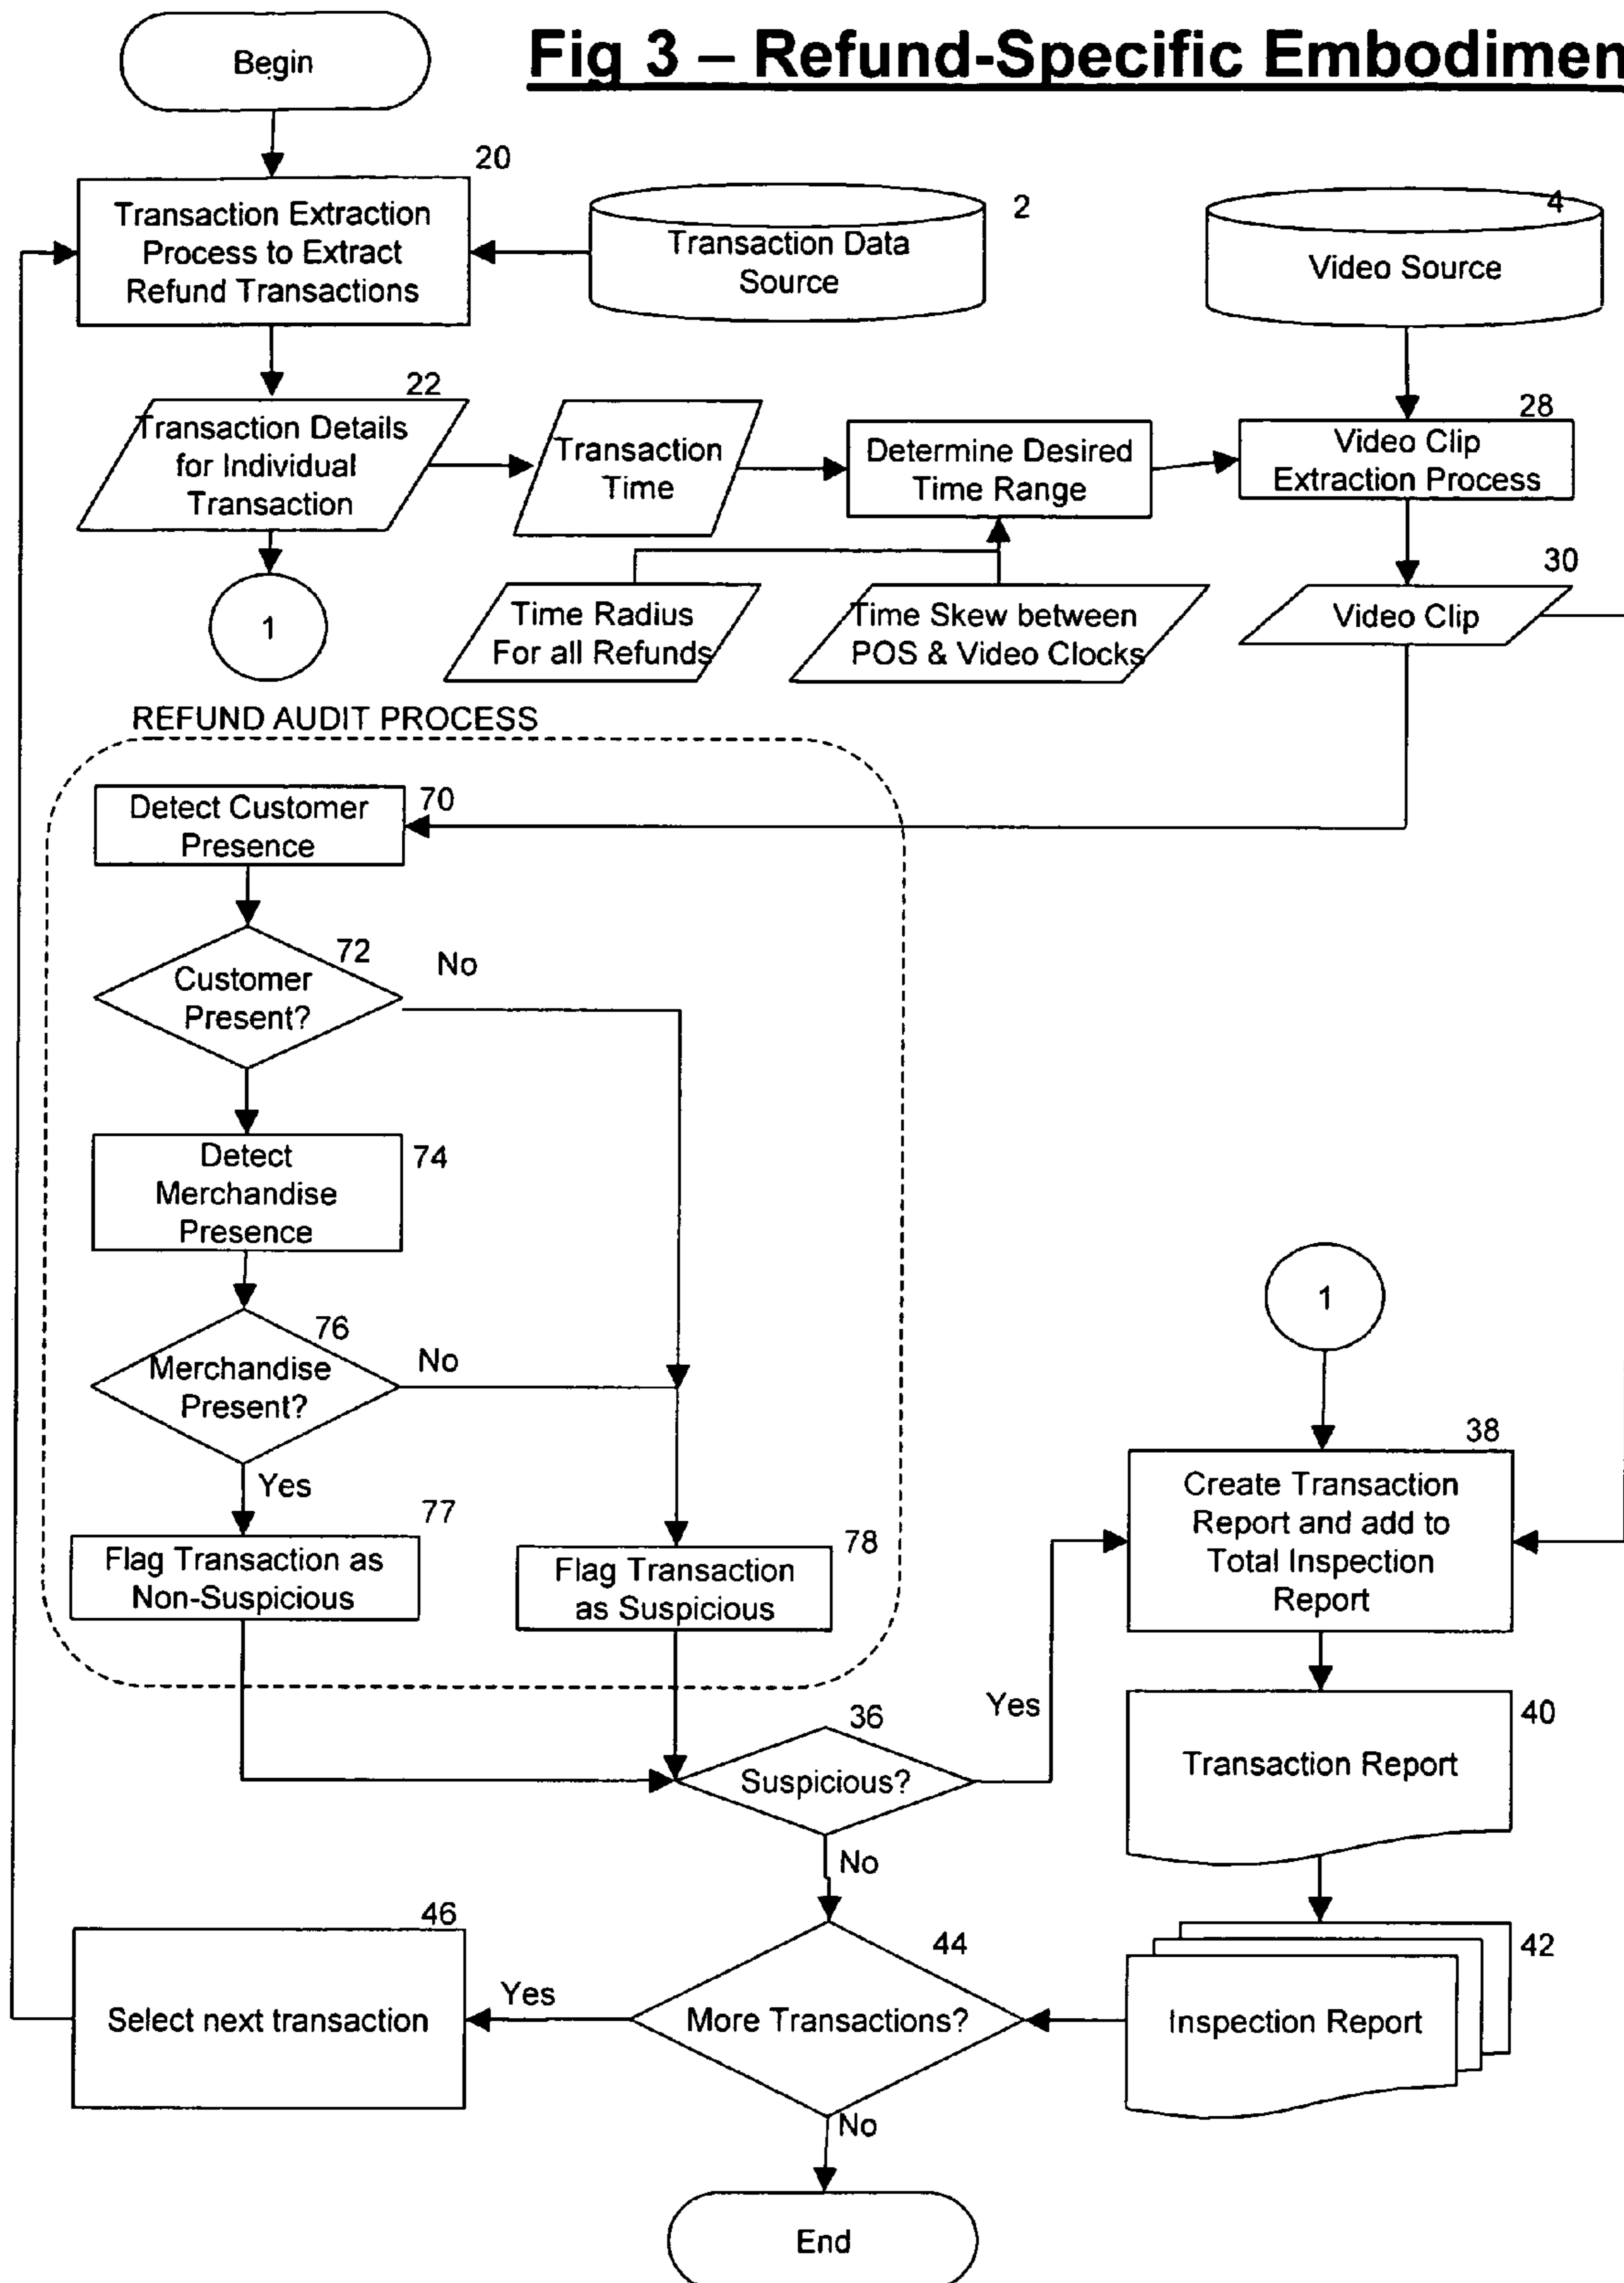 Fig 3 – Refund-Specific Embodimen
Begin
20
Transaction Extraction
Process to Extract
Refund Transactions
2
Transaction Data
Source
4
Video Source
22
Transaction Details
for Individual
Transaction
Transaction
Time
Determine Desired
Time Range
28
Video Clip
Extraction Process
1
Time Radius
For all Refunds
Time Skew between
POS & Video Clocks
30
Video Clip
REFUND AUDIT PROCESS
70
Detect Customer
Presence
72
Customer
Present?
No
74
Detect
Merchandise
Presence
76
Merchandise
Present?
No
Yes
77
Flag Transaction as
Non-Suspicious
78
Flag Transaction
as Suspicious
1
38
Create Transaction
Report and add to
Total Inspection
Report
36
Suspicious?
Yes
No
40
Transaction Report
42
Inspection Report
44
More Transactions?
Yes
46
Select next transaction
No
End